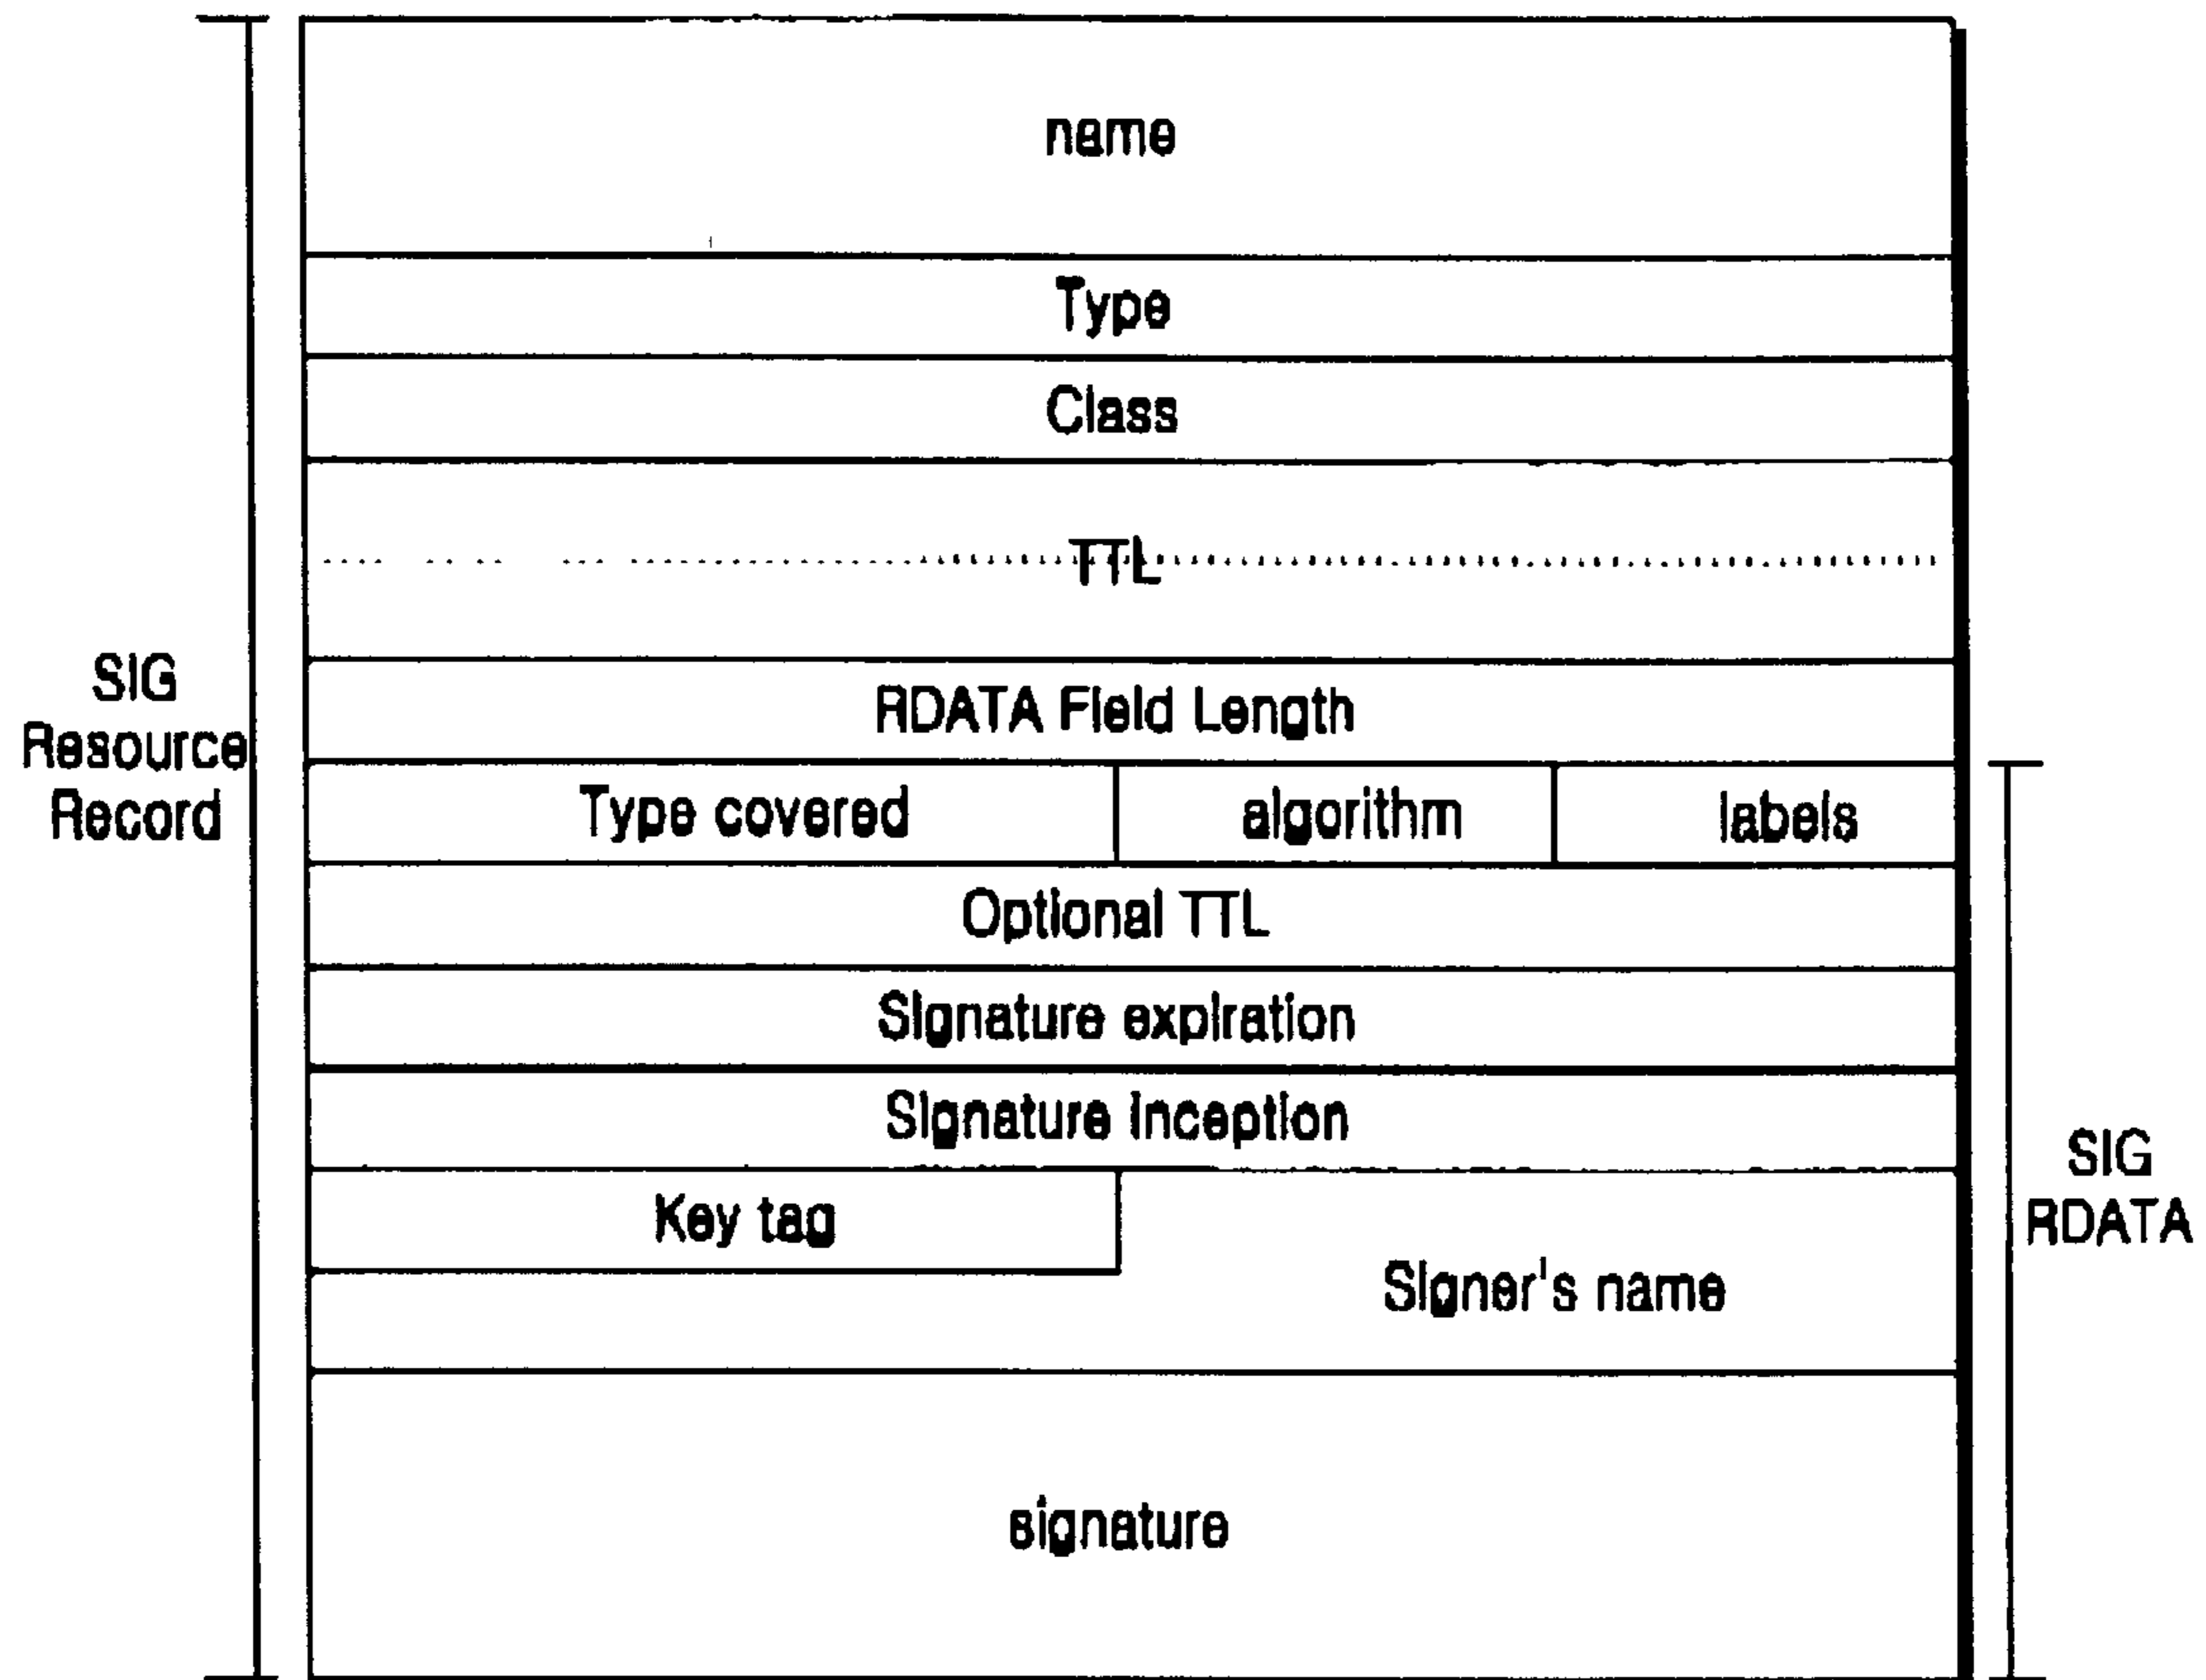 name
Type
Class
TTL
SIG
Resource
Record
RDATA Field Length
Type covered
algorithm
labels
Optional TTL
Signature expiration
Signature Inception
Key tag
Signer's name
SIG
RDATA
signature